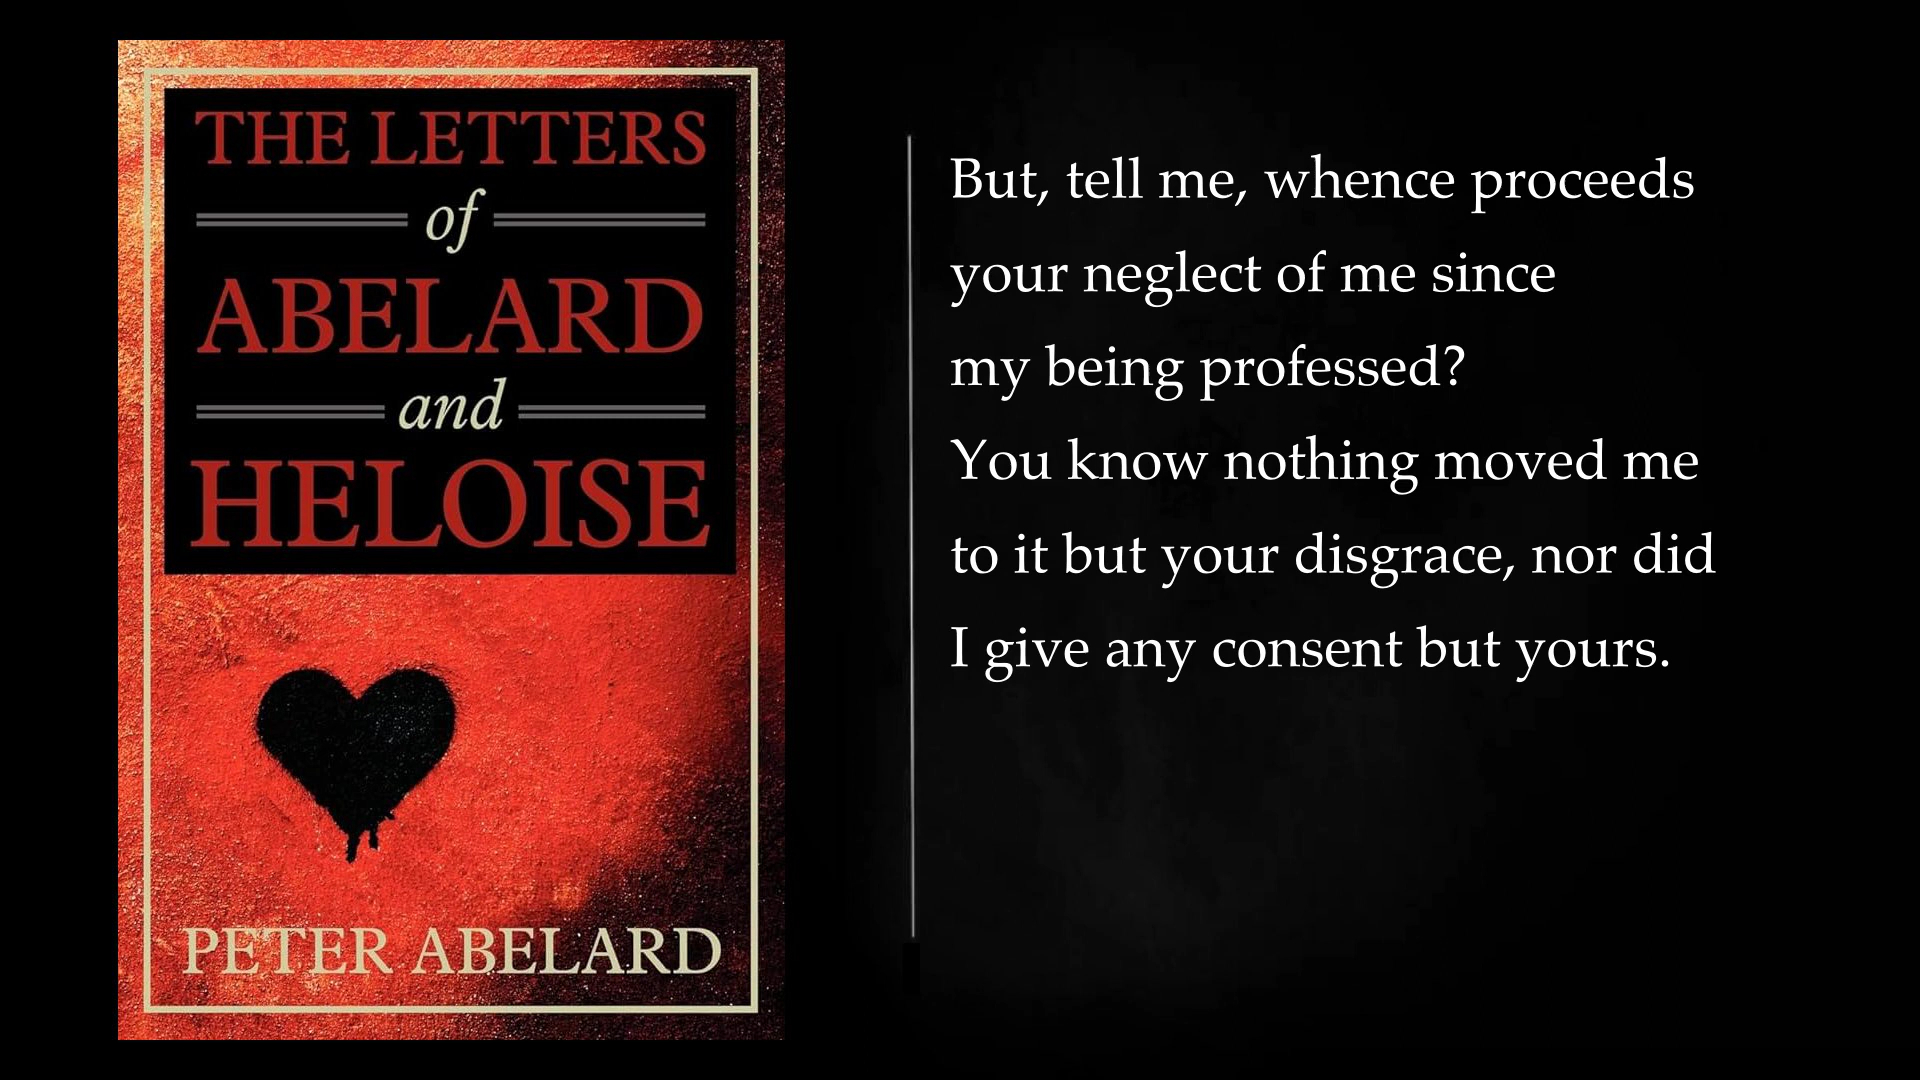 THE LETTERS
of
ABELARD
and
HELOISE
PETER ABELARD
But, tell me, whence proceeds
your neglect of me since
my being professed?
You know nothing moved me
to it but your disgrace, nor did
I give any consent but yours.